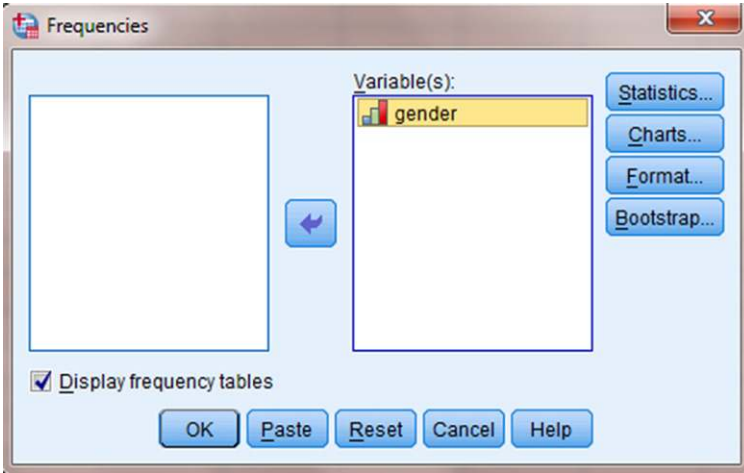 Frequencies
Variable(s):
gender
Statistics...
Charts...
Format...
Bootstrap...
Display frequency tables
OK Paste Reset Cancel Help